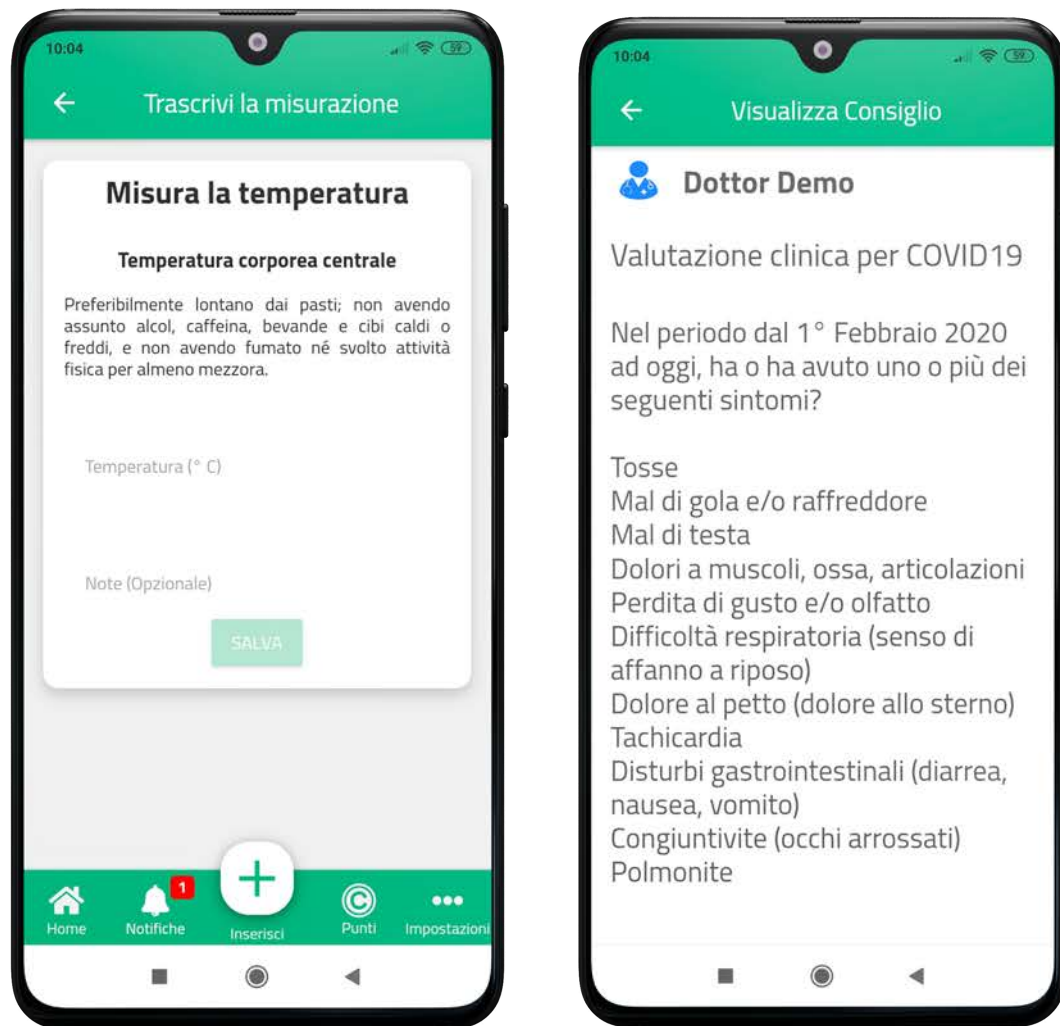 10:04
59
Trascrivi la misurazione
Misura la temperatura
Temperatura corporea centrale
Preferibilmente lontano dai pasti; non avendo
assunto alcol, caffeina, bevande e cibi caldi o
freddi, e non avendo fumato né svolto attività
fisica per almeno mezzora.
Temperatura (° C)
Note (Opzionale)
SALVA
1
Home
Notifiche
Inserisci
Punti
Impostazioni
10:04
59
Visualizza Consiglio
Dottor Demo
Valutazione clinica per COVID19
Nel periodo dal 1° Febbraio 2020
ad oggi, ha o ha avuto uno o più dei
seguenti sintomi?
Tosse
Mal di gola e/o raffreddore
Mal di testa
Dolori a muscoli, ossa, articolazioni
Perdita di gusto e/o olfatto
Difficoltà respiratoria (senso di
affanno a riposo)
Dolore al petto (dolore allo sterno)
Tachicardia
Disturbi gastrointestinali (diarrea,
nausea, vomito)
Congiuntivite (occhi arrossati)
Polmonite